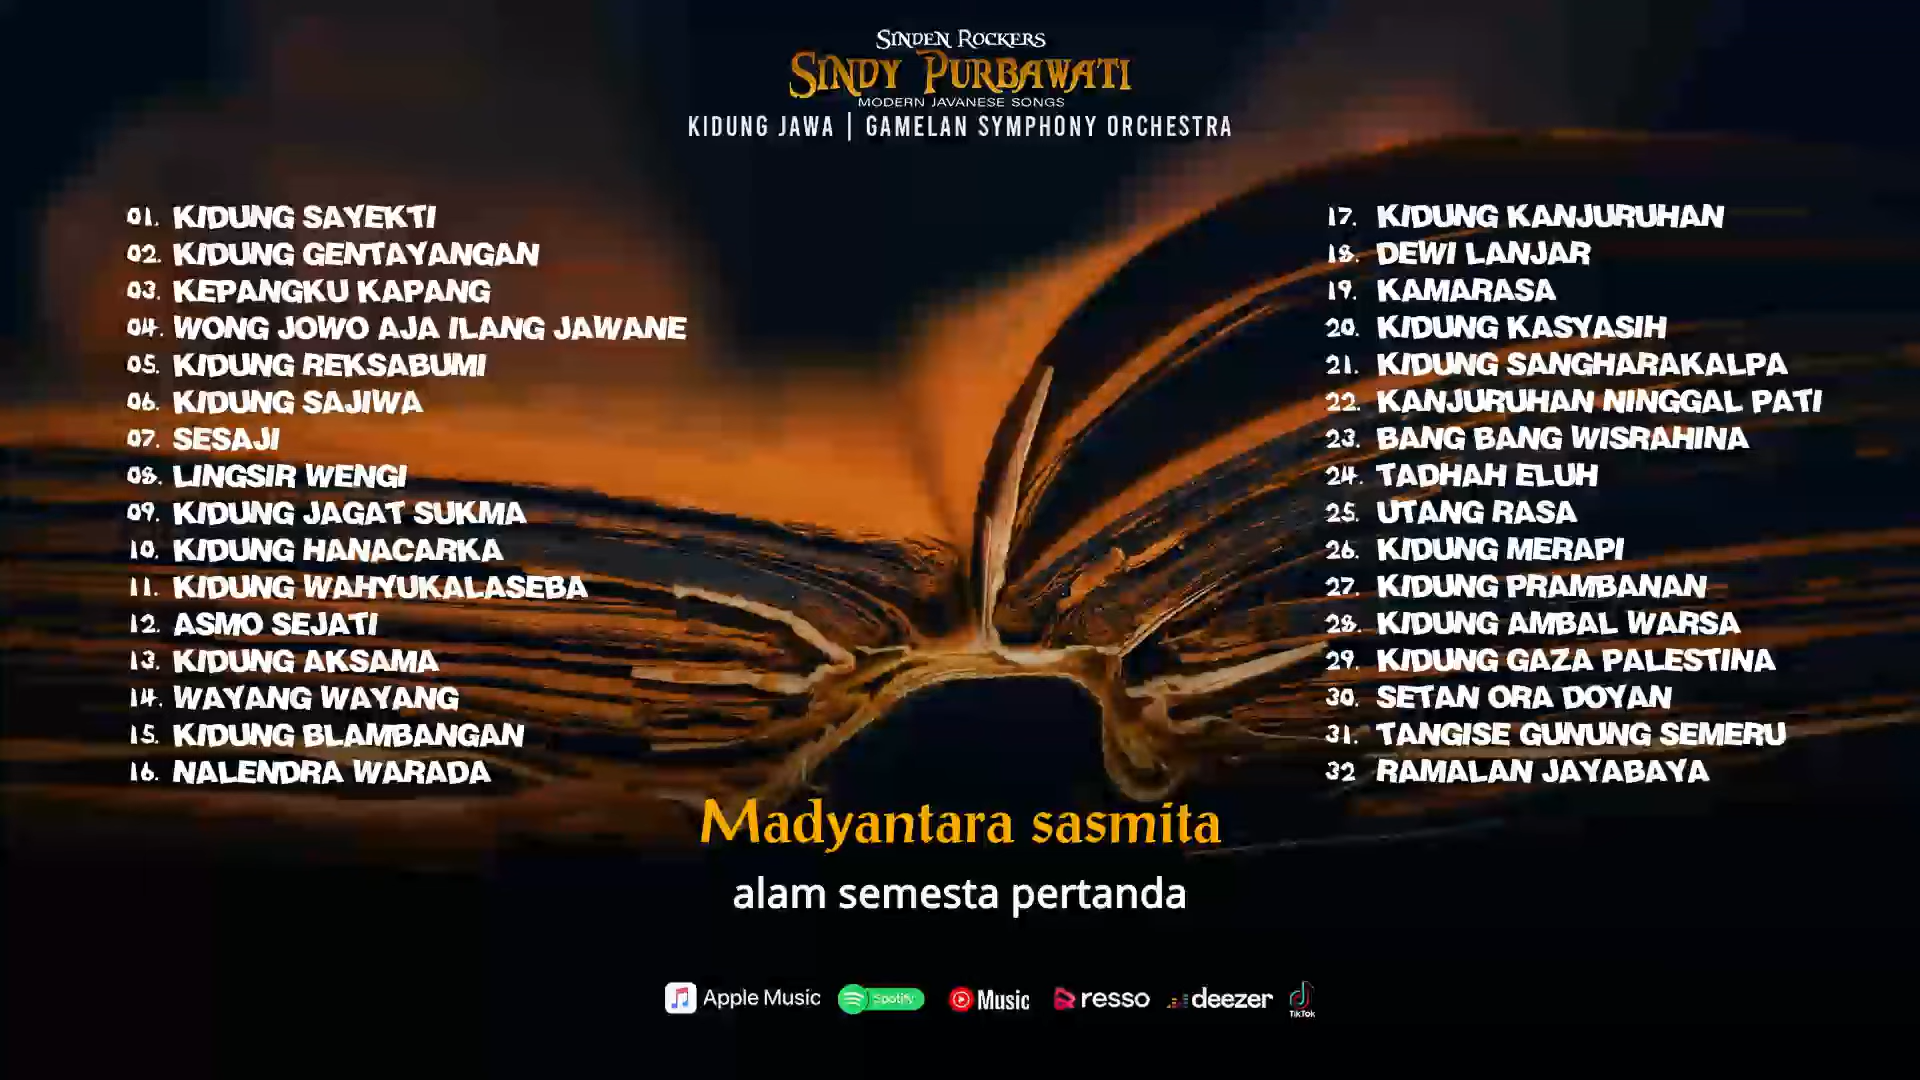 SINDEN ROCKERS
SINDY PURBAWATI
MODERN JAVANESE SONGS
KIDUNG JAWA | GAMELAN SYMPHONY ORCHESTRA
01. KIDUNG SAYEKTI
02. KIDUNG GENTAYANGAN
03. KEPANGKU KAPANG
04. WONG JOWO AJA ILANG JAWANE
05. KIDUNG REKSABUMI
06. KIDUNG SAJIWA
07. SESAJI
08. LINGSIR WENGI
09. KIDUNG JAGAT SUKMA
10. KIDUNG HANACARKA
11. KIDUNG WAHYUKALASEBA
12. ASMO SEJATI
13. KIDUNG AKSAMA
14. WAYANG WAYANG
15. KIDUNG BLAMBANGAN
16. NALENDRA WARADA
17. KIDUNG KANJURUHAN
18. DEWI LANJAR
19. KAMARASA
20. KIDUNG KASYASIH
21. KIDUNG SANGHARAKALPA
22. KANJURUHAN NINGGAL PATI
23. BANG BANG WISRAHINA
24. TADHAH ELUH
25. UTANG RASA
26. KIDUNG MERAPI
27. KIDUNG PRAMBANAN
28. KIDUNG AMBAL WARSA
29. KIDUNG GAZA PALESTINA
30. SETAN ORA DOYAN
31. TANGISE GUNUNG SEMERU
32 RAMALAN JAYABAYA
Madyantara sasmita
alam semesta pertanda
Apple Music Spotify Music resso deezer TikTok